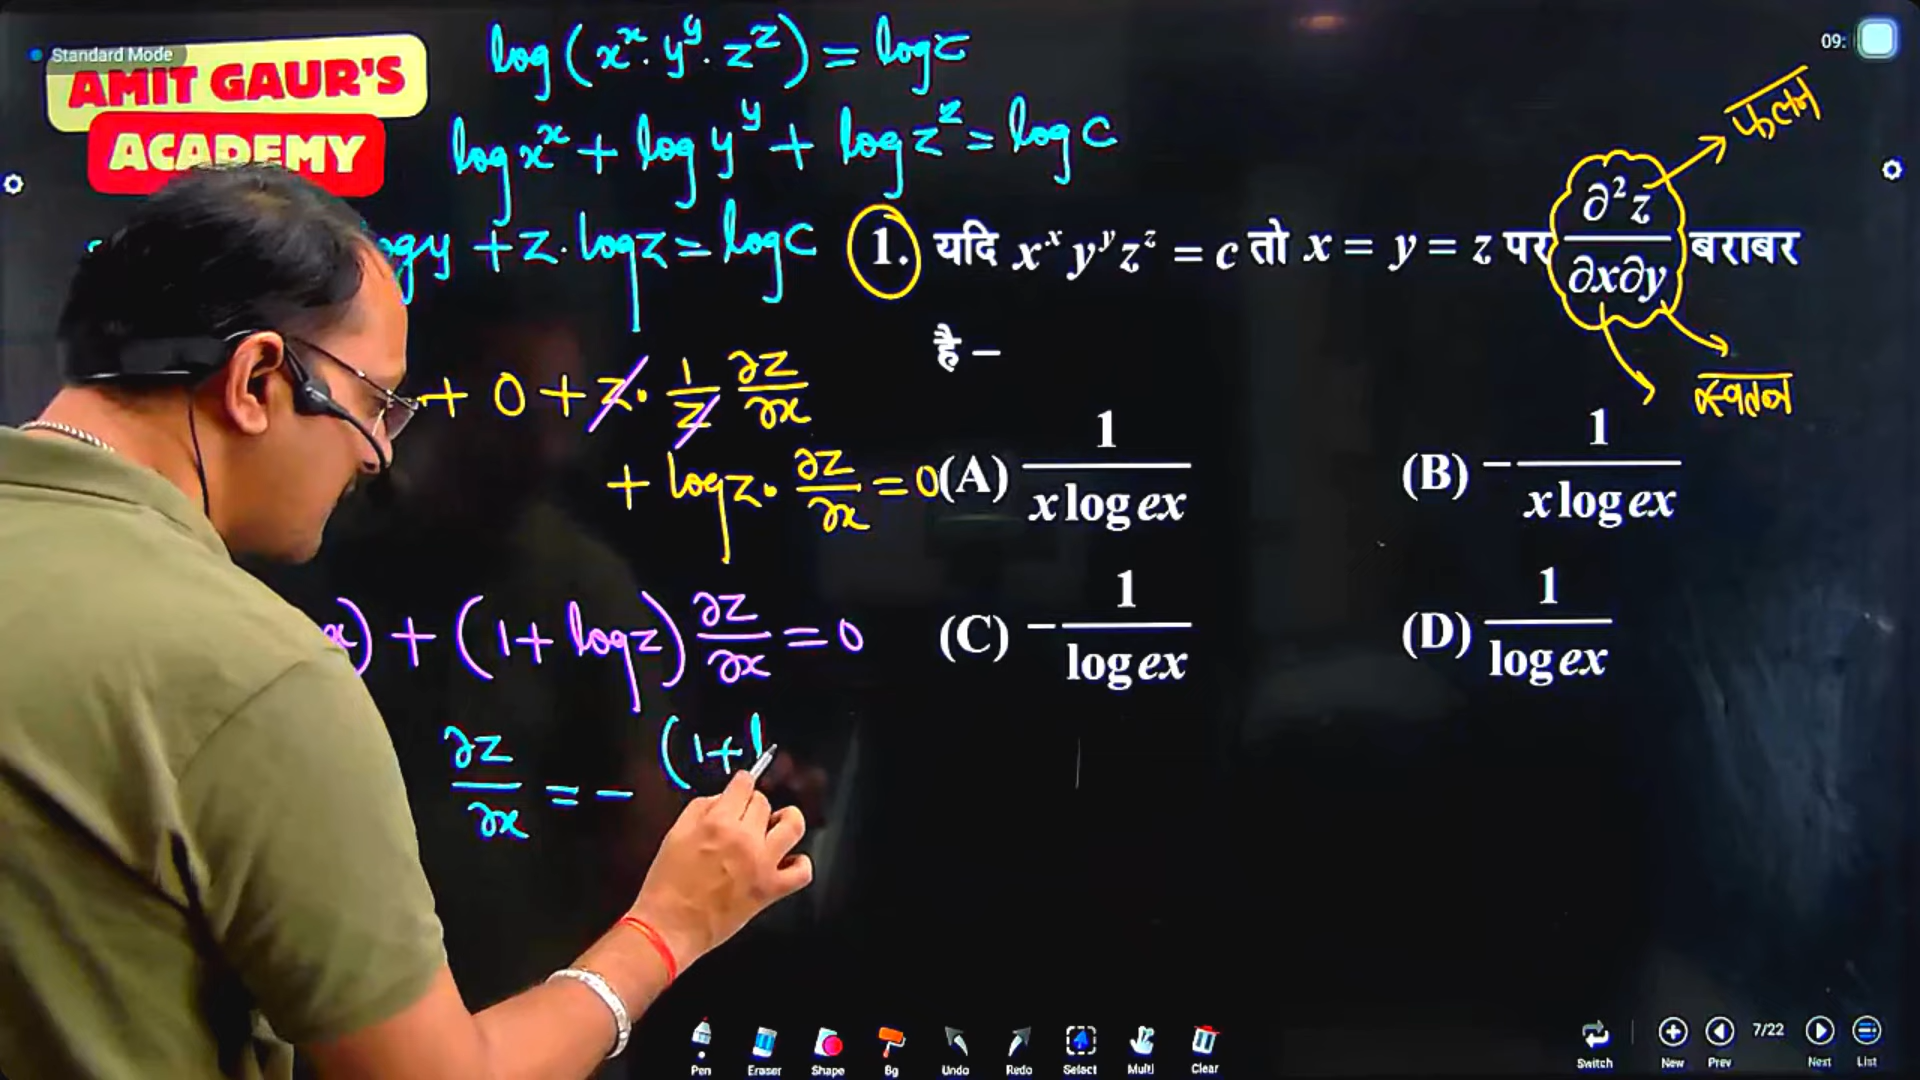 Standard Mode
AMIT GAUR'S
ACADEMY
09:
log(x^x · y^y · z^z) = log c
log x^x + log y^y + log z^z = log c
gy + z · log z = log c
+ 0 + z · 1/z ∂z/∂x
+ log z · ∂z/∂x = 0
x) + (1 + log z) ∂z/∂x = 0
∂z/∂x = - (1+l
1. यदि x^x y^y z^z = c तो x = y = z पर ∂²z/∂x∂y बराबर
है –
फलन
स्वतन्त्र
(A) 1/(x log ex)
(B) -1/(x log ex)
(C) -1/(log ex)
(D) 1/(log ex)
Pen Eraser Shape Bg Undo Redo Select Multi Clear
Switch New Prev 7/22 Next List